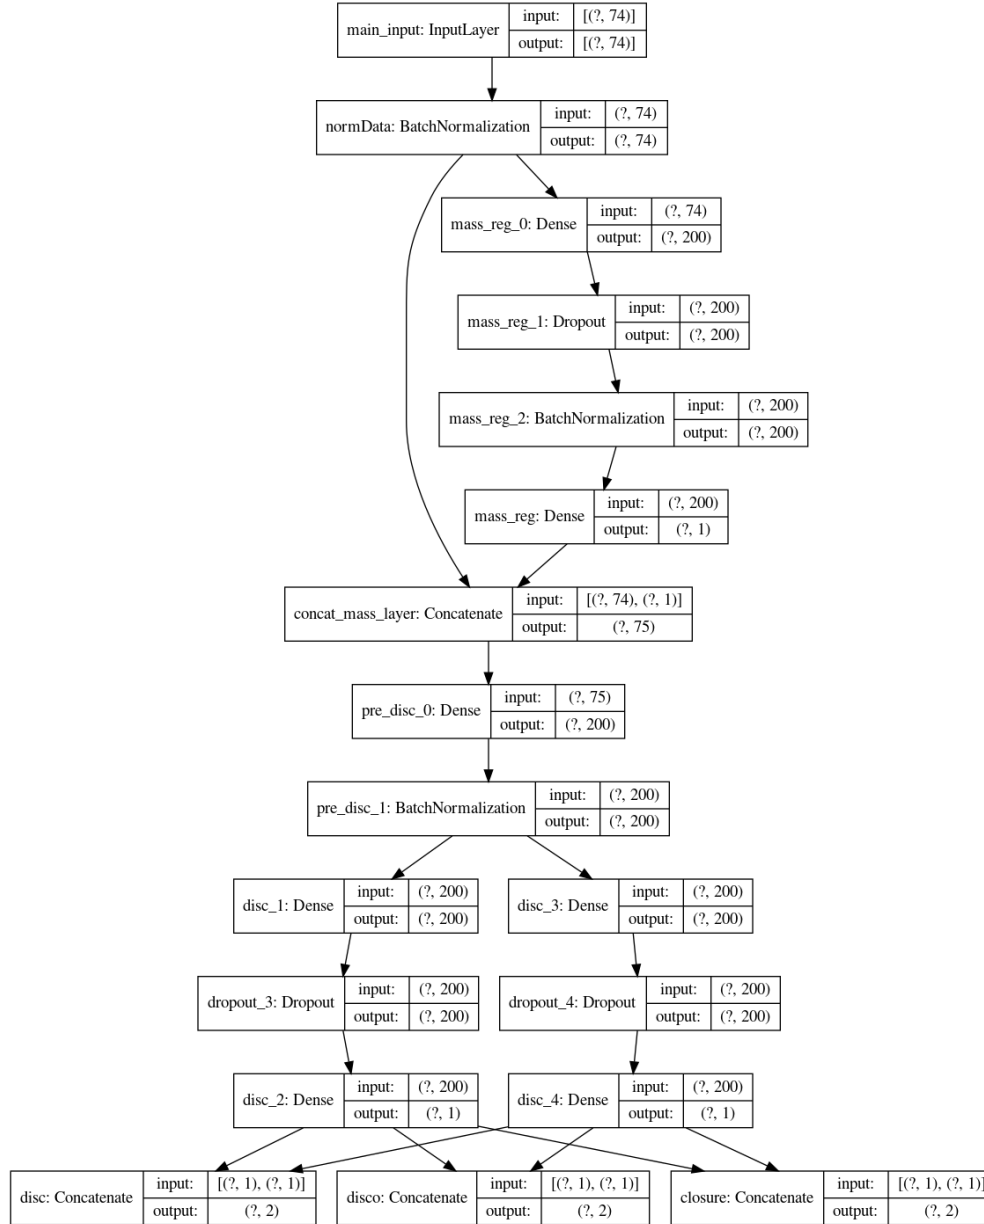 main_input: InputLayer input: [(?, 74)]
output: [(?, 74)]
normData: BatchNormalization input: (?, 74)
output: (?, 74)
mass_reg_0: Dense input: (?, 74)
output: (?, 200)
mass_reg_1: Dropout input: (?, 200)
output: (?, 200)
mass_reg_2: BatchNormalization input: (?, 200)
output: (?, 200)
mass_reg: Dense input: (?, 200)
output: (?, 1)
concat_mass_layer: Concatenate input: [(?, 74), (?, 1)]
output: (?, 75)
pre_disc_0: Dense input: (?, 75)
output: (?, 200)
pre_disc_1: BatchNormalization input: (?, 200)
output: (?, 200)
disc_1: Dense input: (?, 200)
output: (?, 200)
disc_3: Dense input: (?, 200)
output: (?, 200)
dropout_3: Dropout input: (?, 200)
output: (?, 200)
dropout_4: Dropout input: (?, 200)
output: (?, 200)
disc_2: Dense input: (?, 200)
output: (?, 1)
disc_4: Dense input: (?, 200)
output: (?, 1)
disc: Concatenate input: [(?, 1), (?, 1)]
output: (?, 2)
disco: Concatenate input: [(?, 1), (?, 1)]
output: (?, 2)
closure: Concatenate input: [(?, 1), (?, 1)]
output: (?, 2)